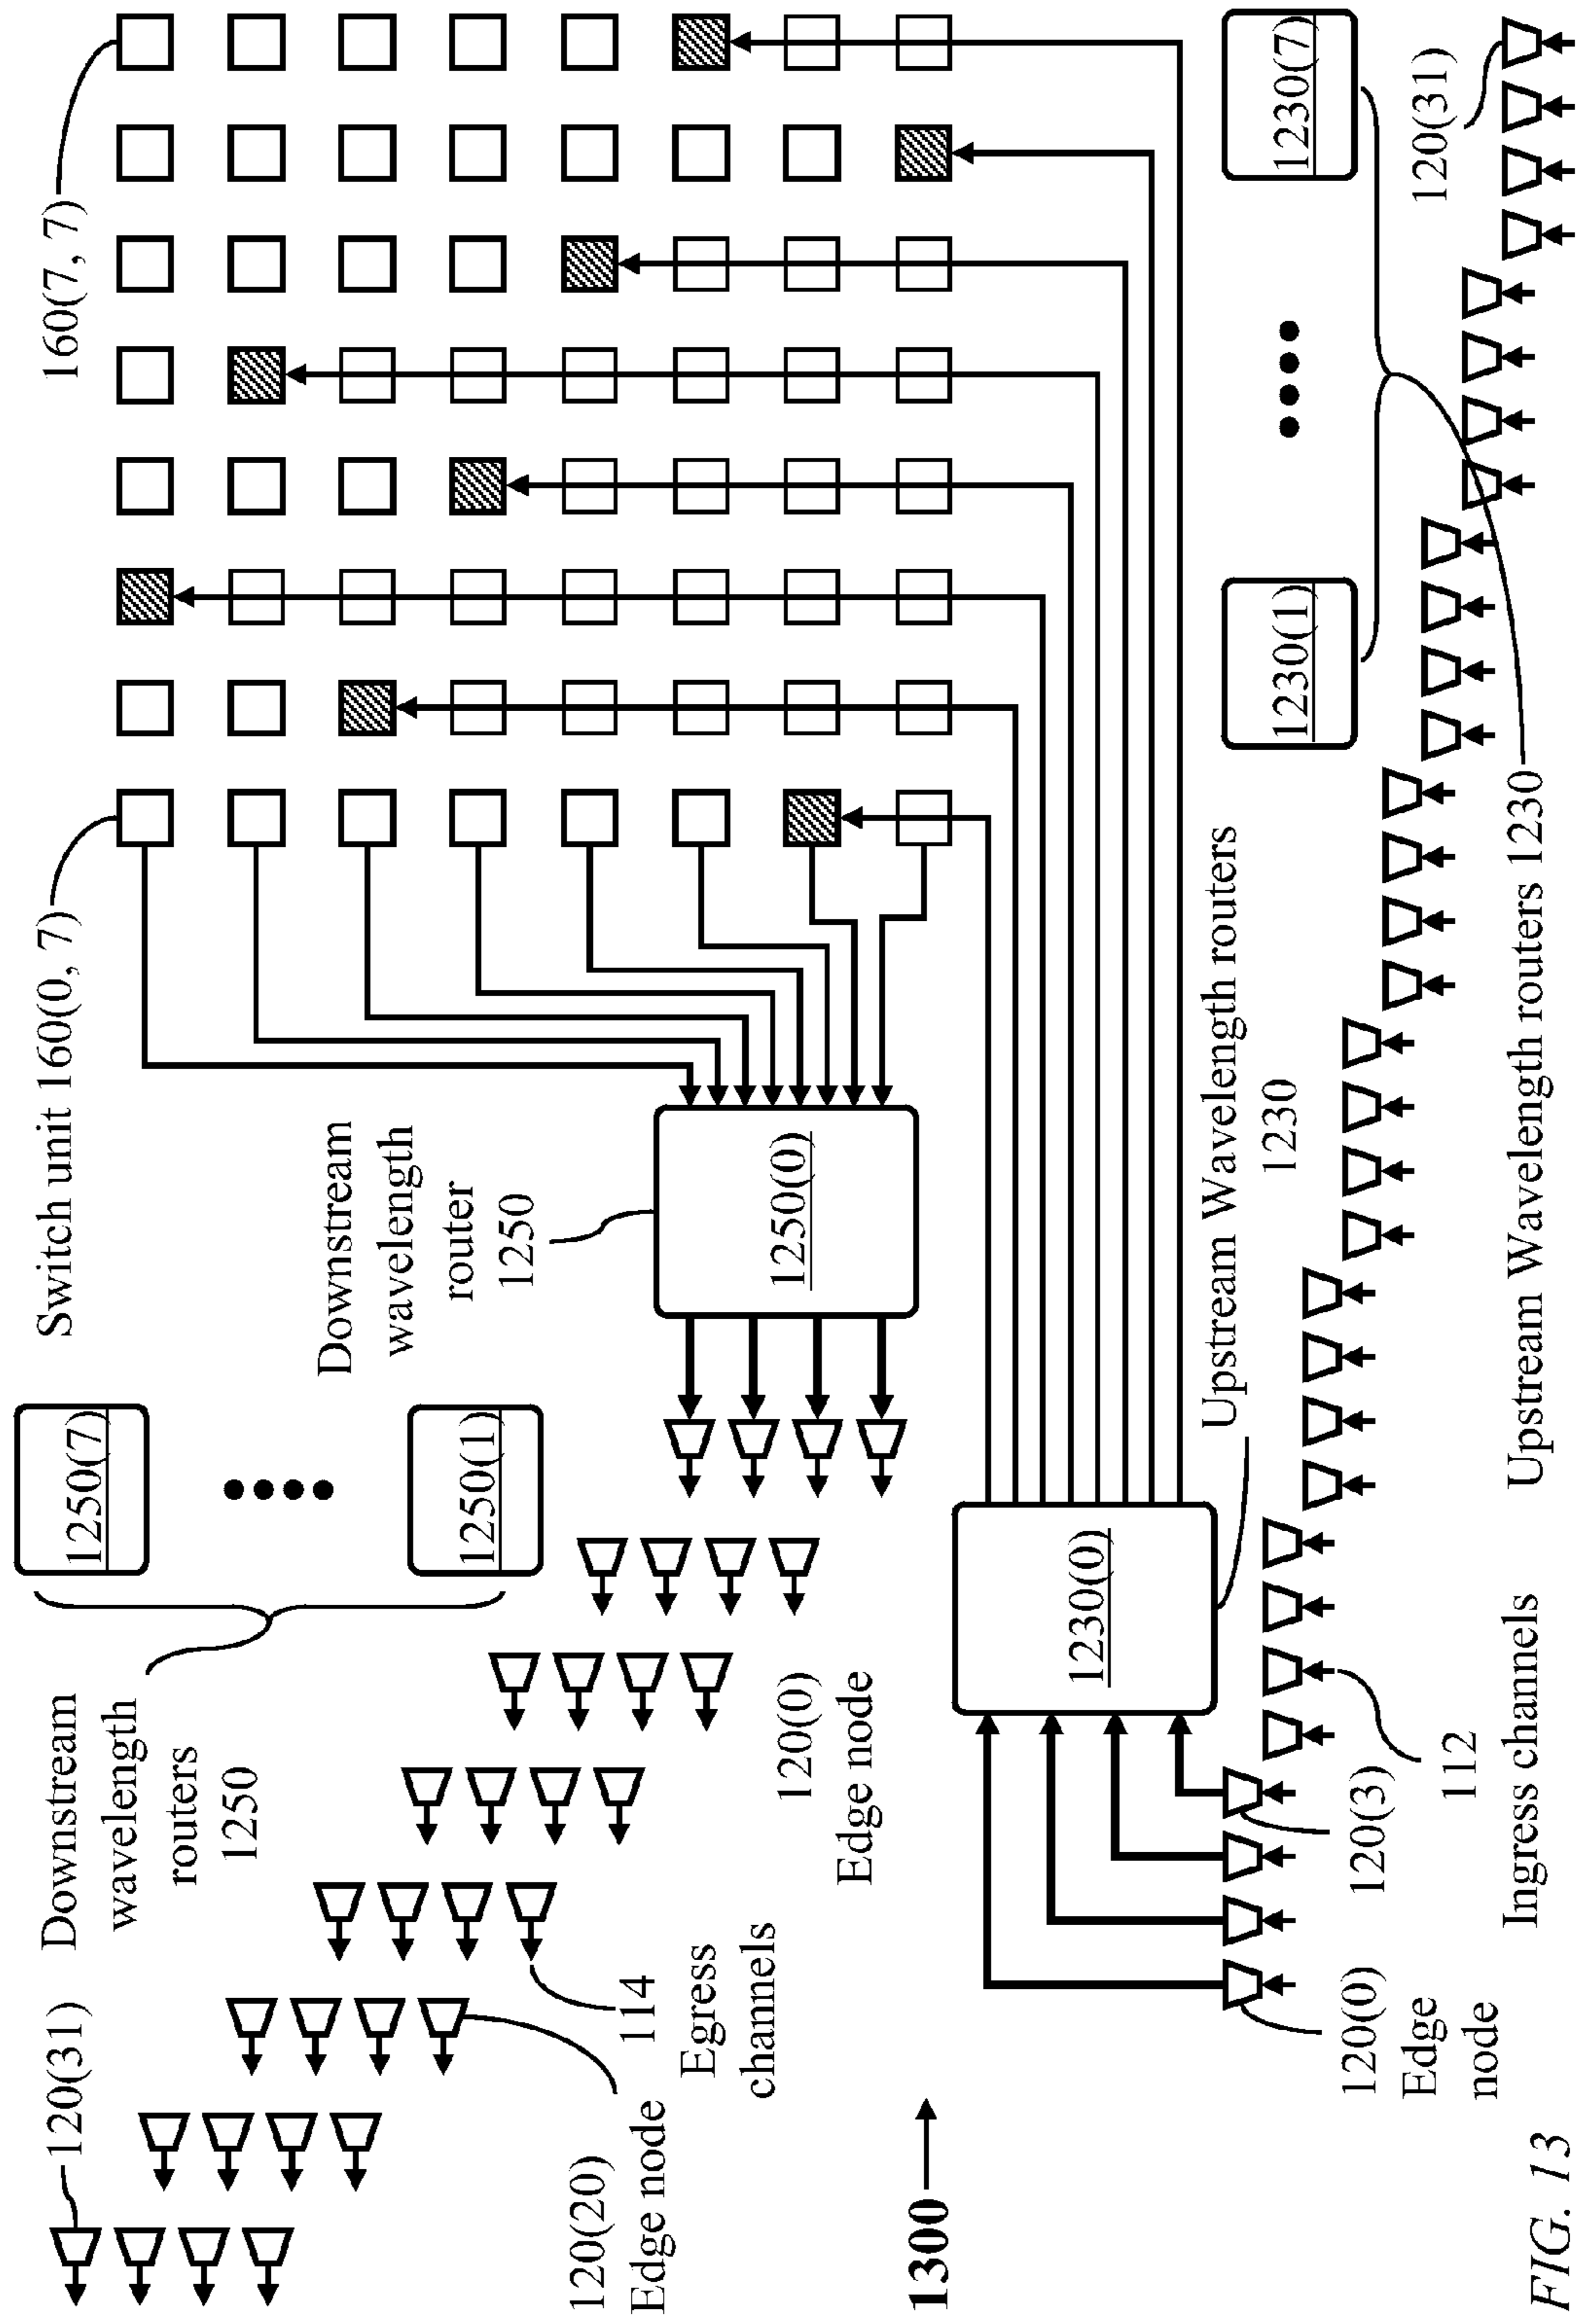 120(31)
Downstream
wavelength
routers
1250
1250(7)
1250(1)
Switch unit 160(0, 7)
160(7, 7)
Downstream
wavelength
router
1250
1250(0)
120(20)
Edge node
114
Egress
channels
120(0)
Edge node
1300
1230(0)
Upstream Wavelength routers
1230
1230(1)
1230(7)
120(31)
120(0)
Edge
node
120(3)
112
Ingress channels
Upstream Wavelength routers 1230
FIG. 13